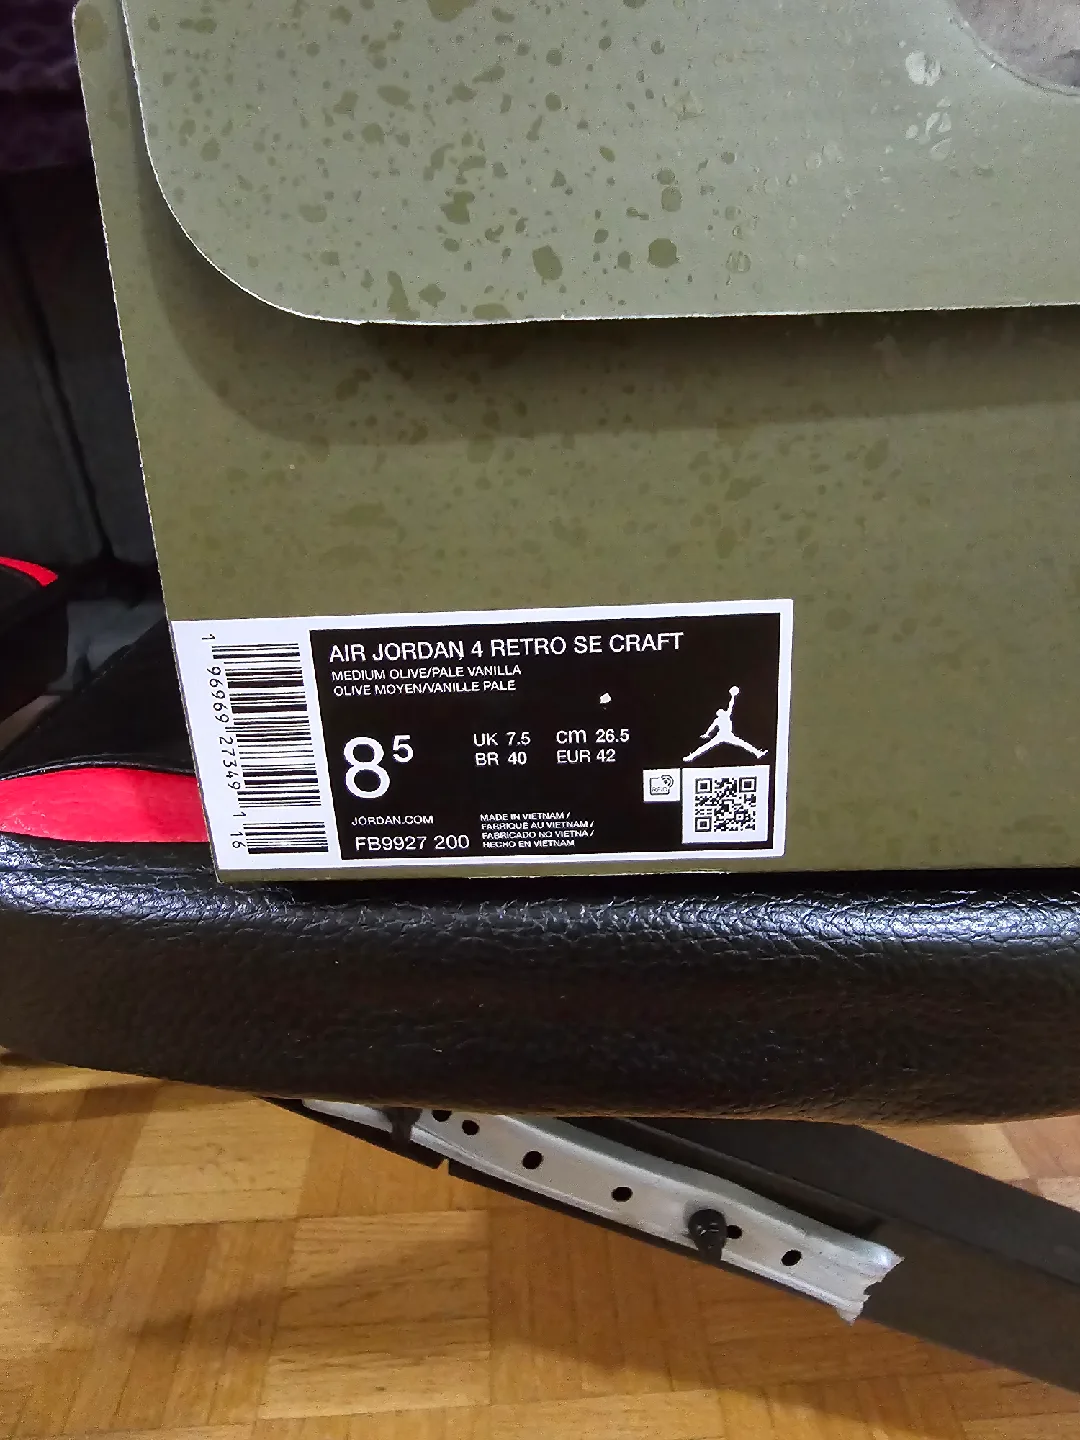 AIR JORDAN 4 RETRO SE CRAFT
MEDIUM OLIVE/PALE VANILLA
OLIVE MOYEN/VANILLE PALE
8⁵
UK 7.5 cm 26.5
BR 40 EUR 42
JORDAN.COM
FB9927 200
MADE IN VIETNAM /
FABRIQUÉ AU VIETNAM /
FABRICADO NO VIETNA /
HECHO EN VIETNAM
1 96969 27349 1 16